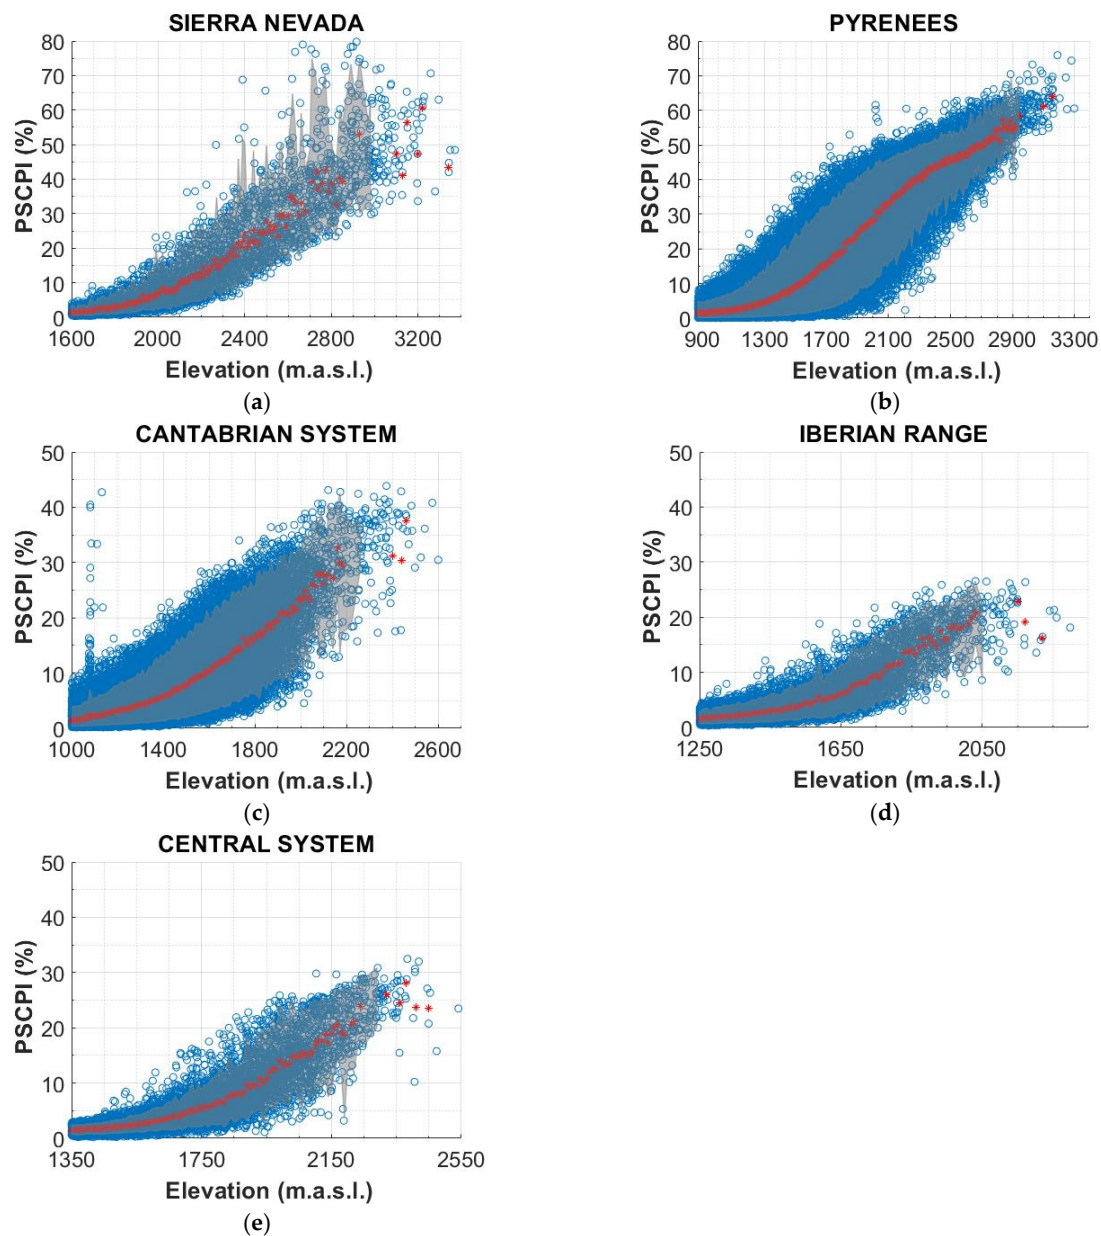 SIERRA NEVADA
80
70
60
50
40
30
20
10
0
PSCPI (%)
1600 2000 2400 2800 3200
Elevation (m.a.s.l.)
(a)
PYRENEES
80
70
60
50
40
30
20
10
0
PSCPI (%)
900 1300 1700 2100 2500 2900 3300
Elevation (m.a.s.l.)
(b)
CANTABRIAN SYSTEM
50
40
30
20
10
0
PSCPI (%)
1000 1400 1800 2200 2600
Elevation (m.a.s.l.)
(c)
IBERIAN RANGE
50
40
30
20
10
0
PSCPI (%)
1250 1650 2050
Elevation (m.a.s.l.)
(d)
CENTRAL SYSTEM
50
40
30
20
10
0
PSCPI (%)
1350 1750 2150 2550
Elevation (m.a.s.l.)
(e)